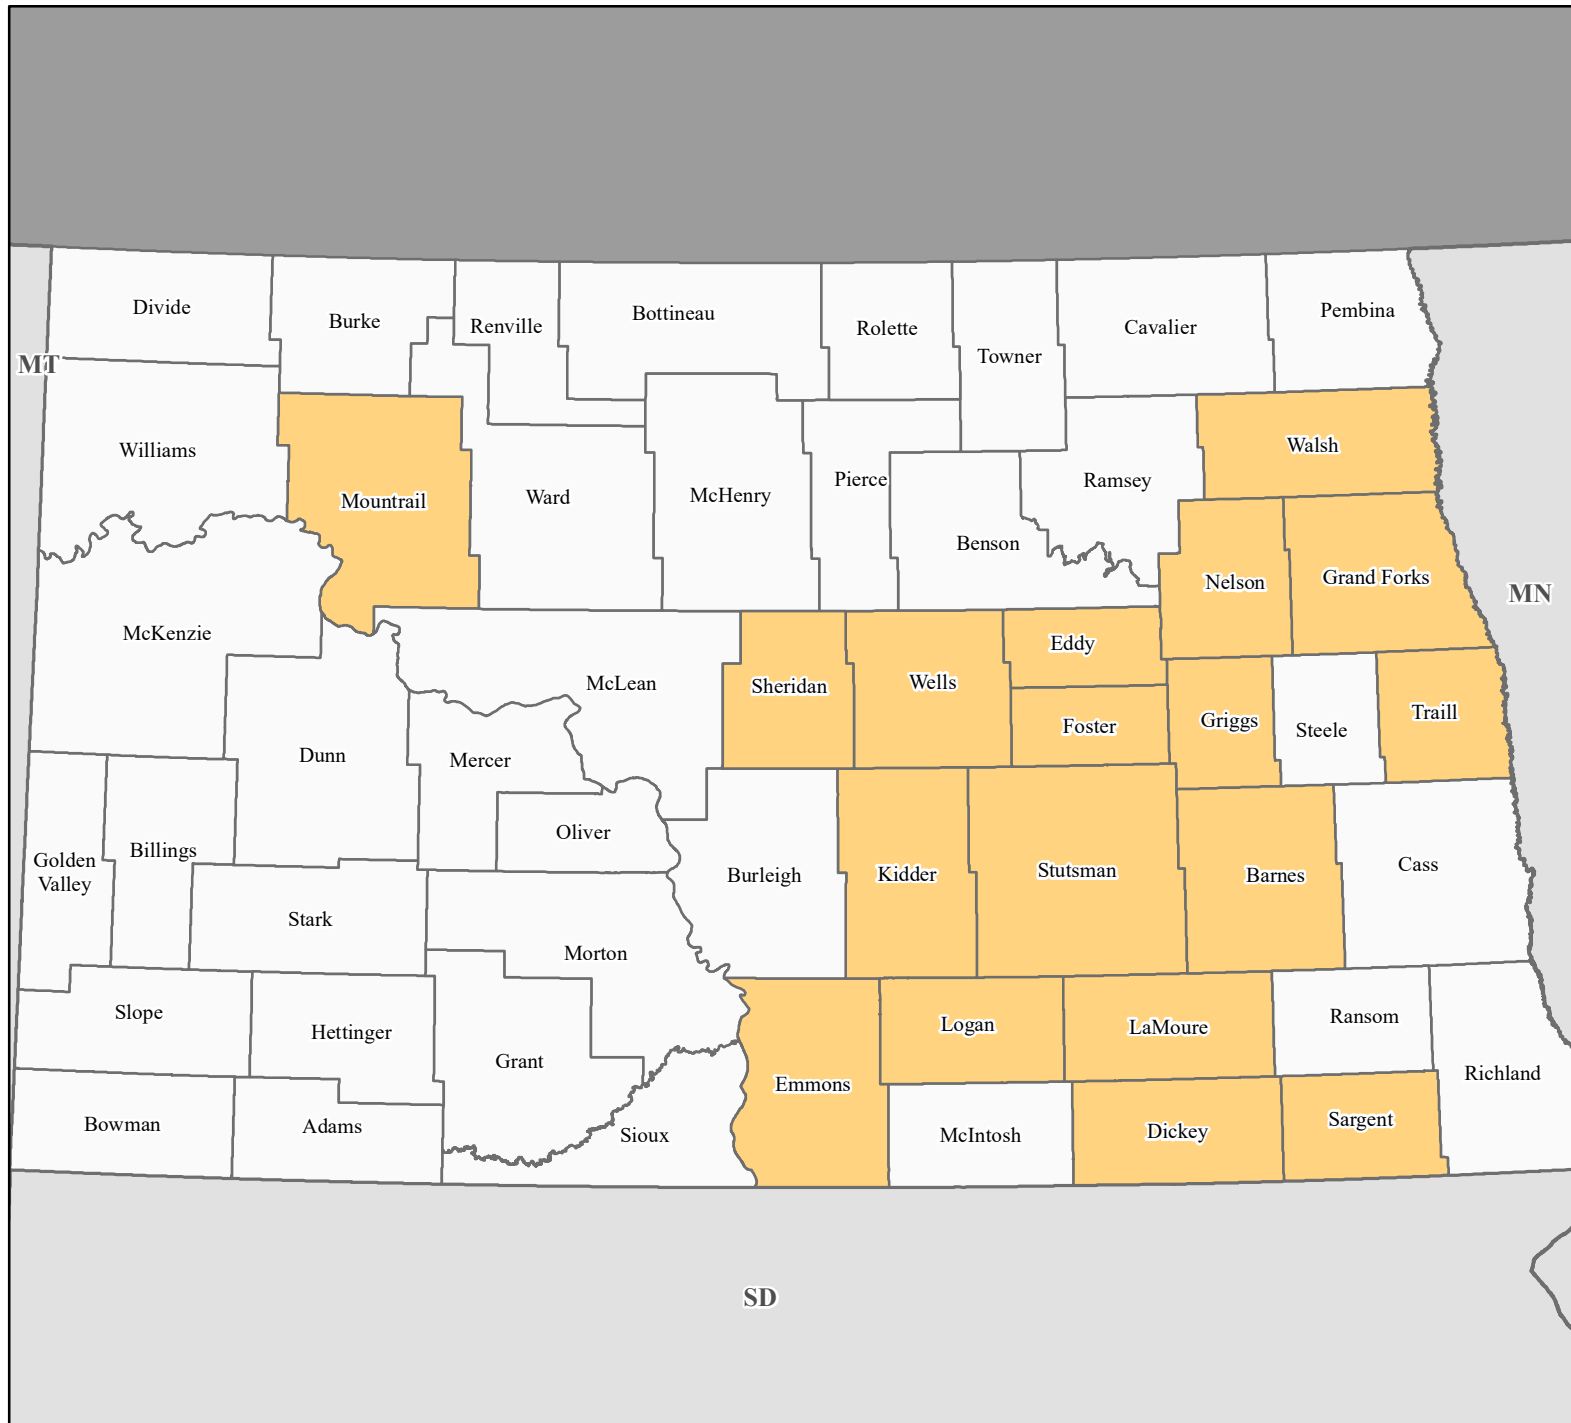 Divide
Burke
Renville
Bottineau
Rolette
Towner
Cavalier
Pembina
MT
Williams
Mountrail
Ward
McHenry
Pierce
Benson
Ramsey
Walsh
Nelson
Grand Forks
MN
McKenzie
McLean
Sheridan
Wells
Eddy
Foster
Griggs
Steele
Traill
Dunn
Mercer
Oliver
Golden
Valley
Billings
Stark
Morton
Burleigh
Kidder
Stutsman
Barnes
Cass
Slope
Hettinger
Grant
Emmons
Logan
LaMoure
Ransom
Richland
Bowman
Adams
Sioux
McIntosh
Dickey
Sargent
SD